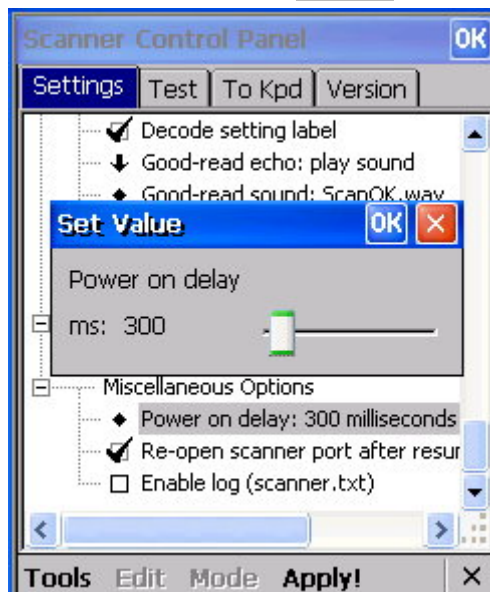 Scanner Control Panel OK
Settings Test To Kpd Version
Decode setting label
Good-read echo: play sound
Good-read sound: ScanOK.wav
Set Value OK
Power on delay
ms: 300
Miscellaneous Options
Power on delay: 300 milliseconds
Re-open scanner port after resur
Enable log (scanner.txt)
Tools Edit Mode Apply!